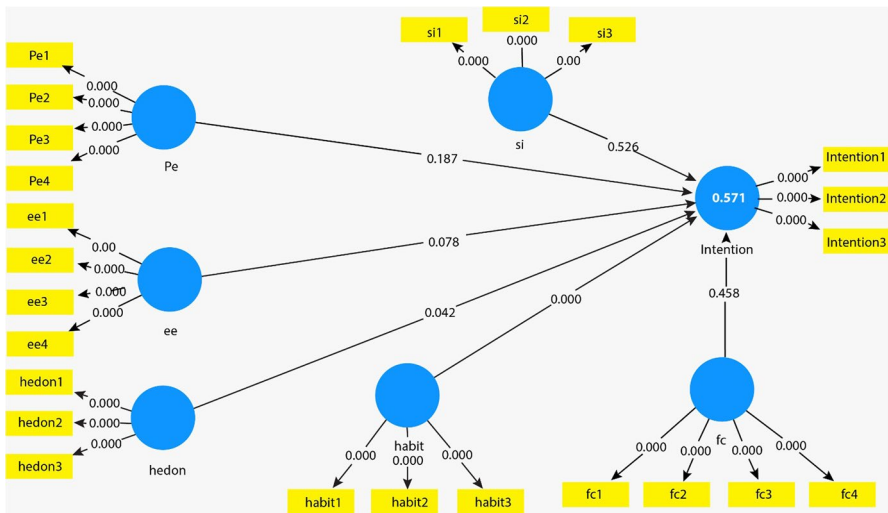 si1
si2
si3
0.000
0.000
0.00
si
Pe1
Pe2
Pe3
Pe4
0.000
0.000
0.000
0.000
Pe
0.187
0.526
0.571
Intention
Intention1
Intention2
Intention3
0.000
0.000
0.000
ee1
ee2
ee3
ee4
0.00
0.000
0.000
0.000
ee
0.078
hedon1
hedon2
hedon3
0.000
0.000
0.000
hedon
0.042
0.000
0.458
habit
0.000
0.000
0.000
habit1
habit2
habit3
fc
0.000
0.000
0.000
0.000
fc1
fc2
fc3
fc4